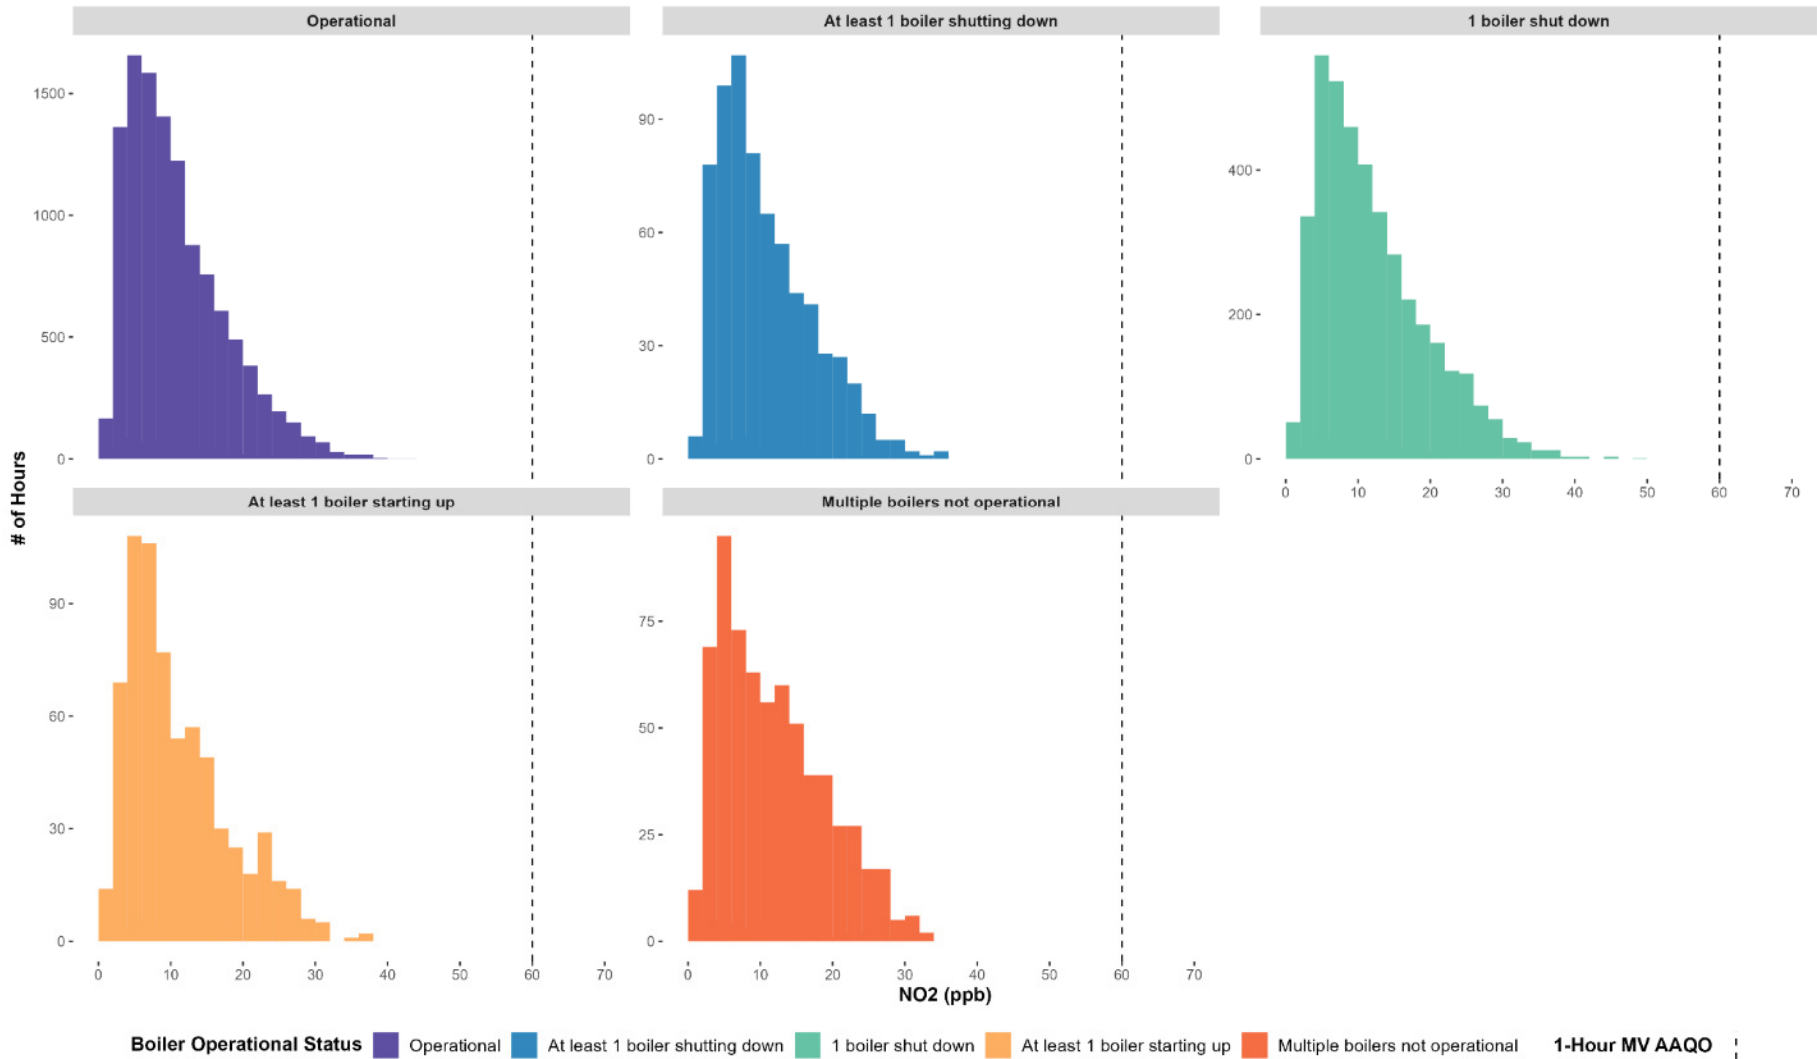 Operational
At least 1 boiler shutting down
1 boiler shut down
1500
1000
500
0
90
60
30
0
400
200
0
0 10 20 30 40 50 60 70
# of Hours
At least 1 boiler starting up
Multiple boilers not operational
90
60
30
0
75
50
25
0
0 10 20 30 40 50 60 70
0 10 20 30 40 50 60 70
NO2 (ppb)
Boiler Operational Status Operational At least 1 boiler shutting down 1 boiler shut down At least 1 boiler starting up Multiple boilers not operational 1-Hour MV AAQO